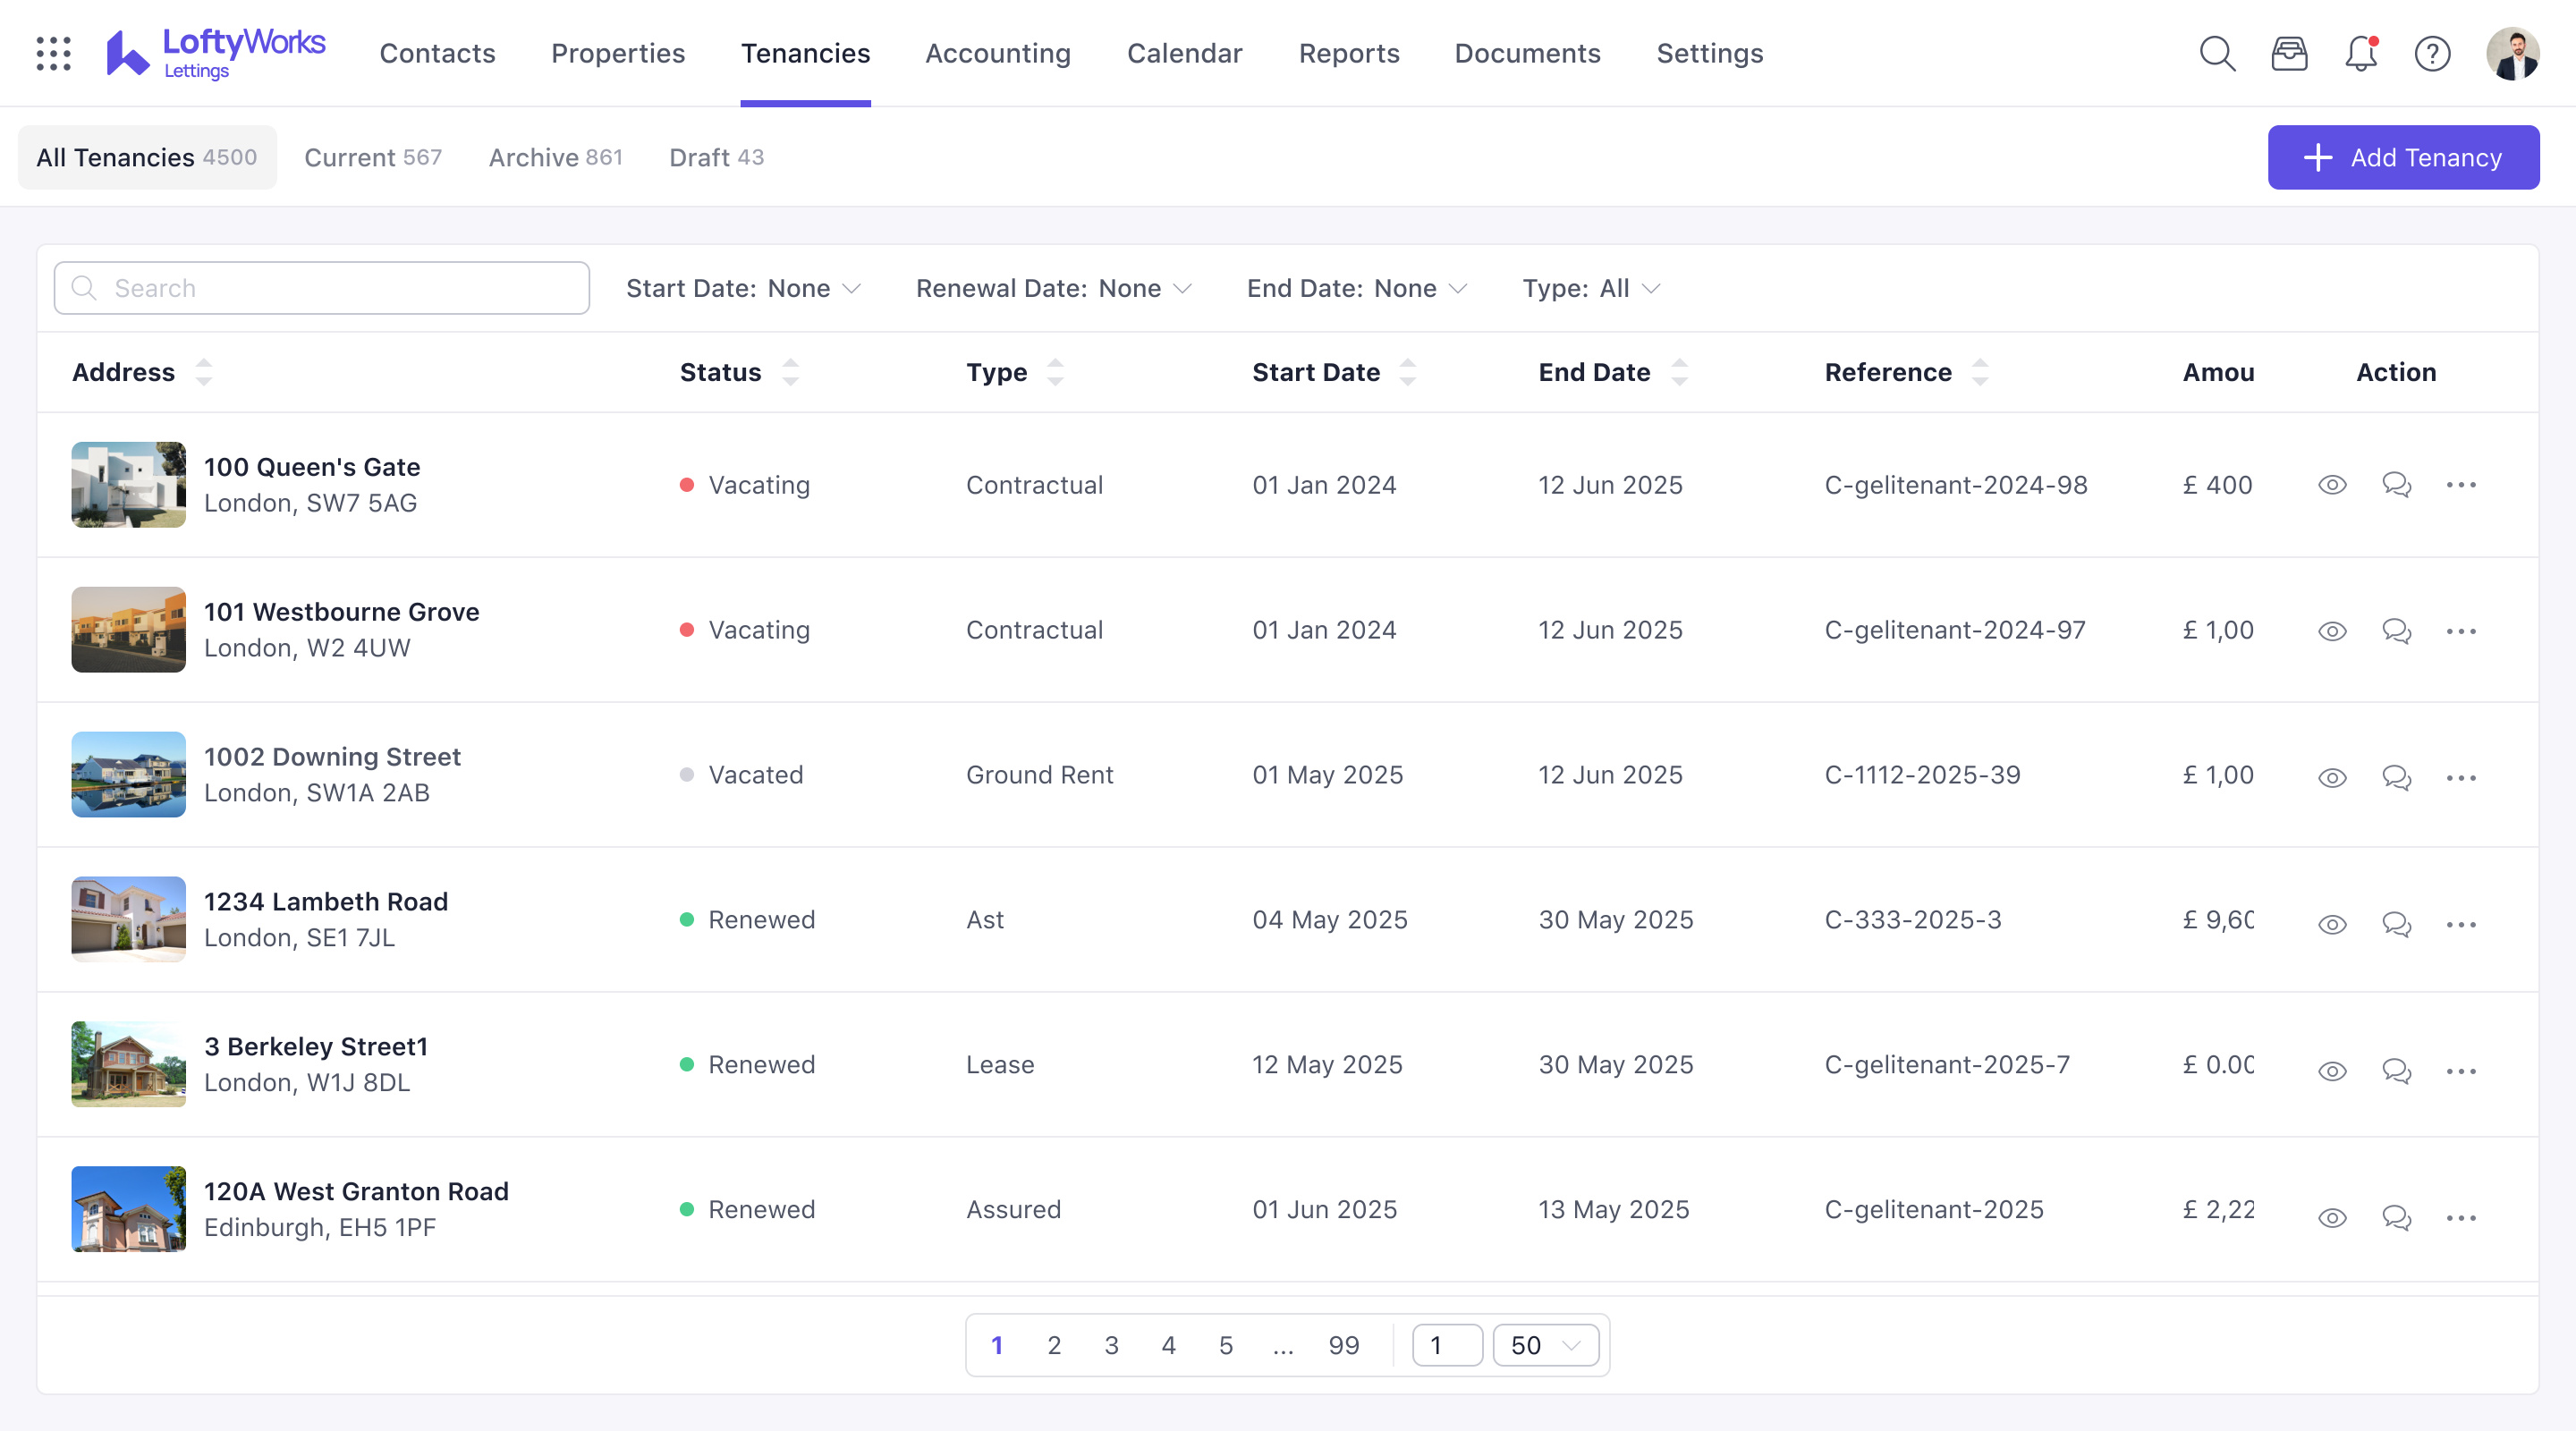 LoftyWorks
Lettings
Contacts Properties Tenancies Accounting Calendar Reports Documents Settings
All Tenancies 4500 Current 567 Archive 861 Draft 43 Add Tenancy
Search Start Date: None Renewal Date: None End Date: None Type: All
Address Status Type Start Date End Date Reference Amou Action
100 Queen's Gate
London, SW7 5AG
Vacating Contractual 01 Jan 2024 12 Jun 2025 C-gelitenant-2024-98 £ 400
101 Westbourne Grove
London, W2 4UW
Vacating Contractual 01 Jan 2024 12 Jun 2025 C-gelitenant-2024-97 £ 1,00
1002 Downing Street
London, SW1A 2AB
Vacated Ground Rent 01 May 2025 12 Jun 2025 C-1112-2025-39 £ 1,00
1234 Lambeth Road
London, SE1 7JL
Renewed Ast 04 May 2025 30 May 2025 C-333-2025-3 £ 9,60
3 Berkeley Street1
London, W1J 8DL
Renewed Lease 12 May 2025 30 May 2025 C-gelitenant-2025-7 £ 0.00
120A West Granton Road
Edinburgh, EH5 1PF
Renewed Assured 01 Jun 2025 13 May 2025 C-gelitenant-2025 £ 2,22
1 2 3 4 5 ... 99 1 50